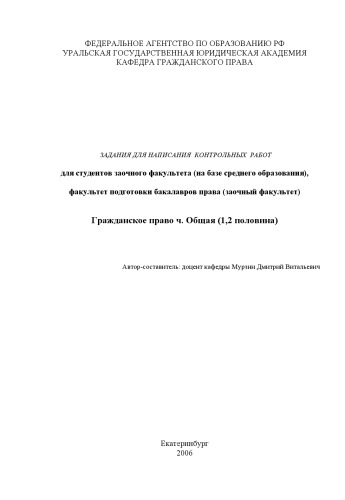 ФЕДЕРАЛЬНОЕ АГЕНТСТВО ПО ОБРАЗОВАНИЮ РФ
УРАЛЬСКАЯ ГОСУДАРСТВЕННАЯ ЮРИДИЧЕСКАЯ АКАДЕМИЯ
КАФЕДРА ГРАЖДАНСКОГО ПРАВА
ЗАДАНИЯ ДЛЯ НАПИСАНИЯ КОНТРОЛЬНЫХ РАБОТ
для студентов заочного факультета (на базе среднего образования),
факультет подготовки бакалавров права (заочный факультет)
Гражданское право ч. Общая (1,2 половина)
Автор-составитель: доцент кафедры Мурзин Дмитрий Витальевич
Екатеринбург
2006